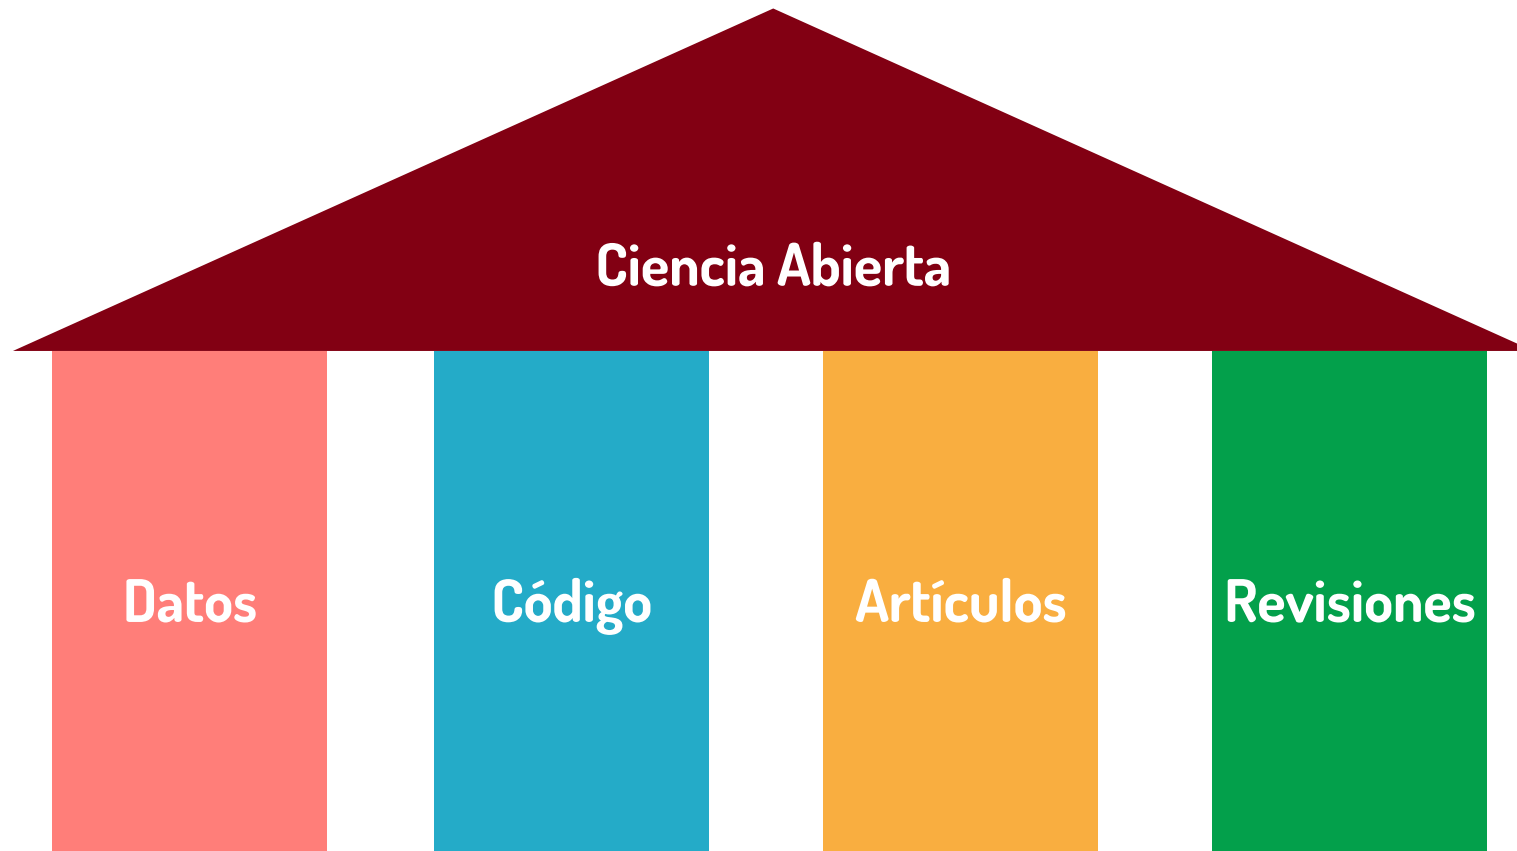 Ciencia Abierta
Datos
Código
Artículos
Revisiones